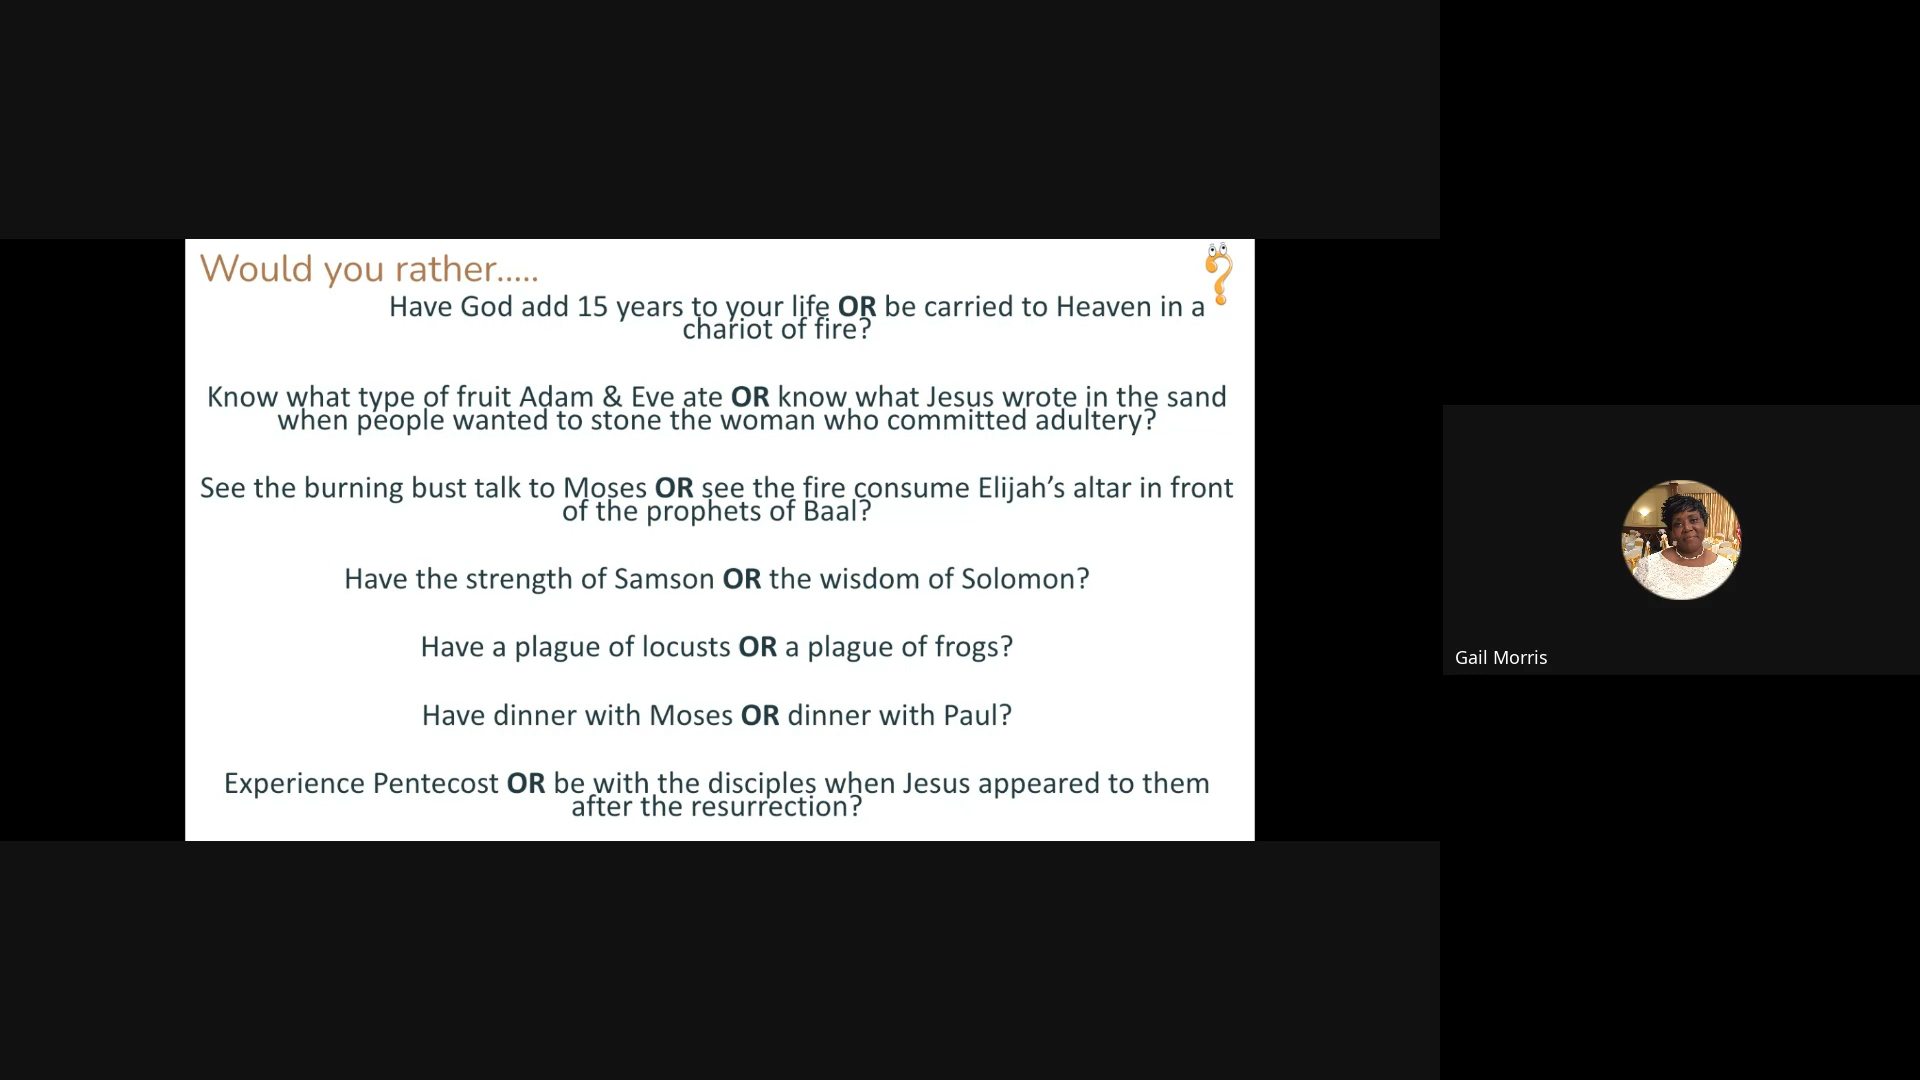 Would you rather.....
Have God add 15 years to your life OR be carried to Heaven in a
chariot of fire?
Know what type of fruit Adam & Eve ate OR know what Jesus wrote in the sand
when people wanted to stone the woman who committed adultery?
See the burning bust talk to Moses OR see the fire consume Elijah’s altar in front
of the prophets of Baal?
Have the strength of Samson OR the wisdom of Solomon?
Have a plague of locusts OR a plague of frogs?
Have dinner with Moses OR dinner with Paul?
Experience Pentecost OR be with the disciples when Jesus appeared to them
after the resurrection?
Gail Morris